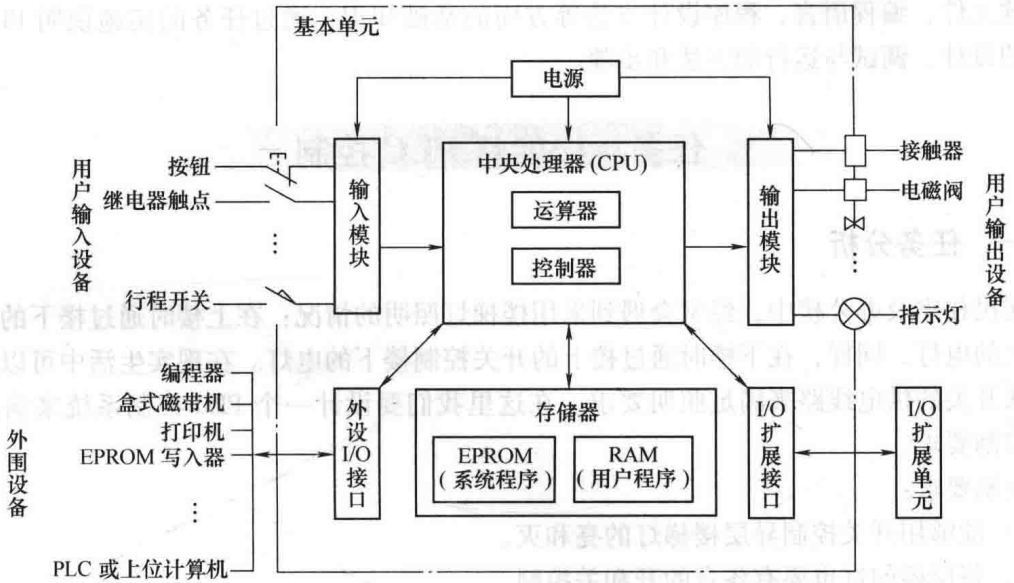 基本单元
电源
按钮
继电器触点
⋮
行程开关
用户输入设备
输入模块
中央处理器(CPU)
运算器
控制器
输出模块
接触器
电磁阀
⋮
指示灯
用户输出设备
编程器
盒式磁带机
打印机
EPROM 写入器
⋮
PLC 或上位计算机
外围设备
外设I/O接口
存储器
EPROM
(系统程序)
RAM
(用户程序)
I/O扩展接口
I/O扩展单元